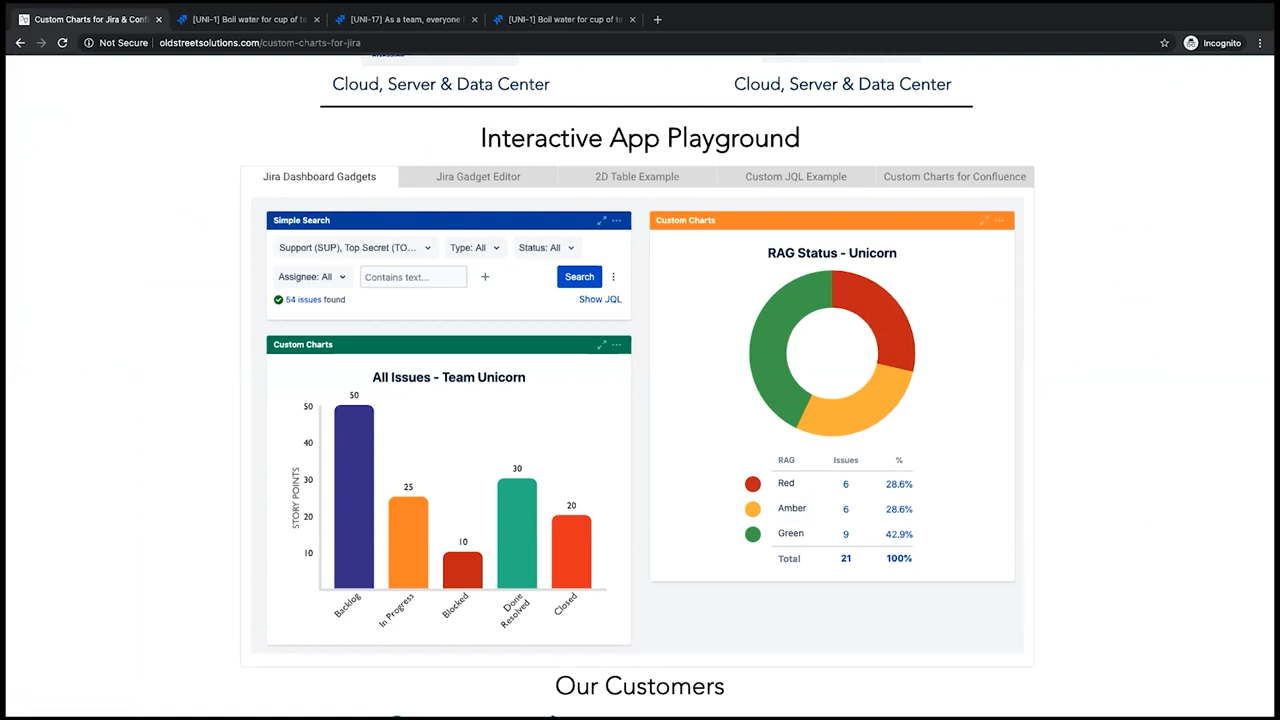 Custom Charts for Jira & Confl
[UNI-1] Boil water for cup of te
[UNI-17] As a team, everyone
[UNI-1] Boil water for cup of te
Not Secure
oldstreetsolutions.com/custom-charts-for-jira
Incognito
Cloud, Server & Data Center
Cloud, Server & Data Center
Interactive App Playground
Jira Dashboard Gadgets
Jira Gadget Editor
2D Table Example
Custom JQL Example
Custom Charts for Confluence
Simple Search
Support (SUP), Top Secret (TO...
Type: All
Status: All
Assignee: All
Contains text...
Search
54 issues found
Show JQL
Custom Charts
All Issues - Team Unicorn
STORY POINTS
50
40
30
20
10
50
25
10
30
20
Backlog
In Progress
Blocked
Done
Resolved
Closed
Custom Charts
RAG Status - Unicorn
RAG Issues %
Red 6 28.6%
Amber 6 28.6%
Green 9 42.9%
Total 21 100%
Our Customers